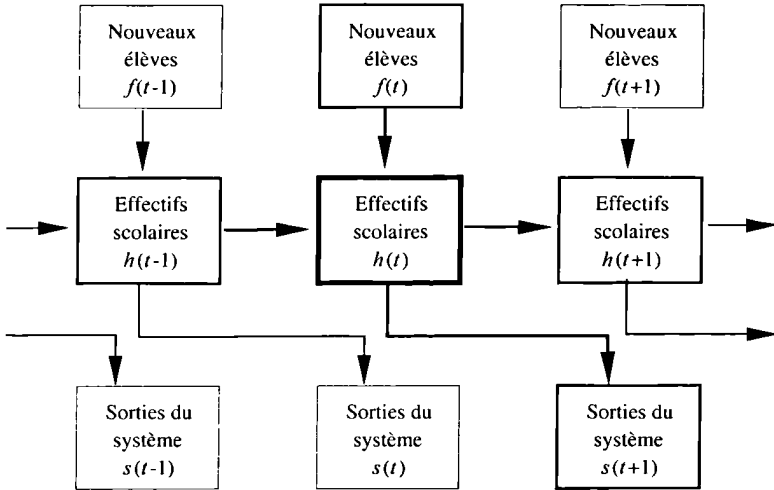 Nouveaux
élèves
f(t-1)
Nouveaux
élèves
f(t)
Nouveaux
élèves
f(t+1)
Effectifs
scolaires
h(t-1)
Effectifs
scolaires
h(t)
Effectifs
scolaires
h(t+1)
Sorties du
système
s(t-1)
Sorties du
système
s(t)
Sorties du
système
s(t+1)